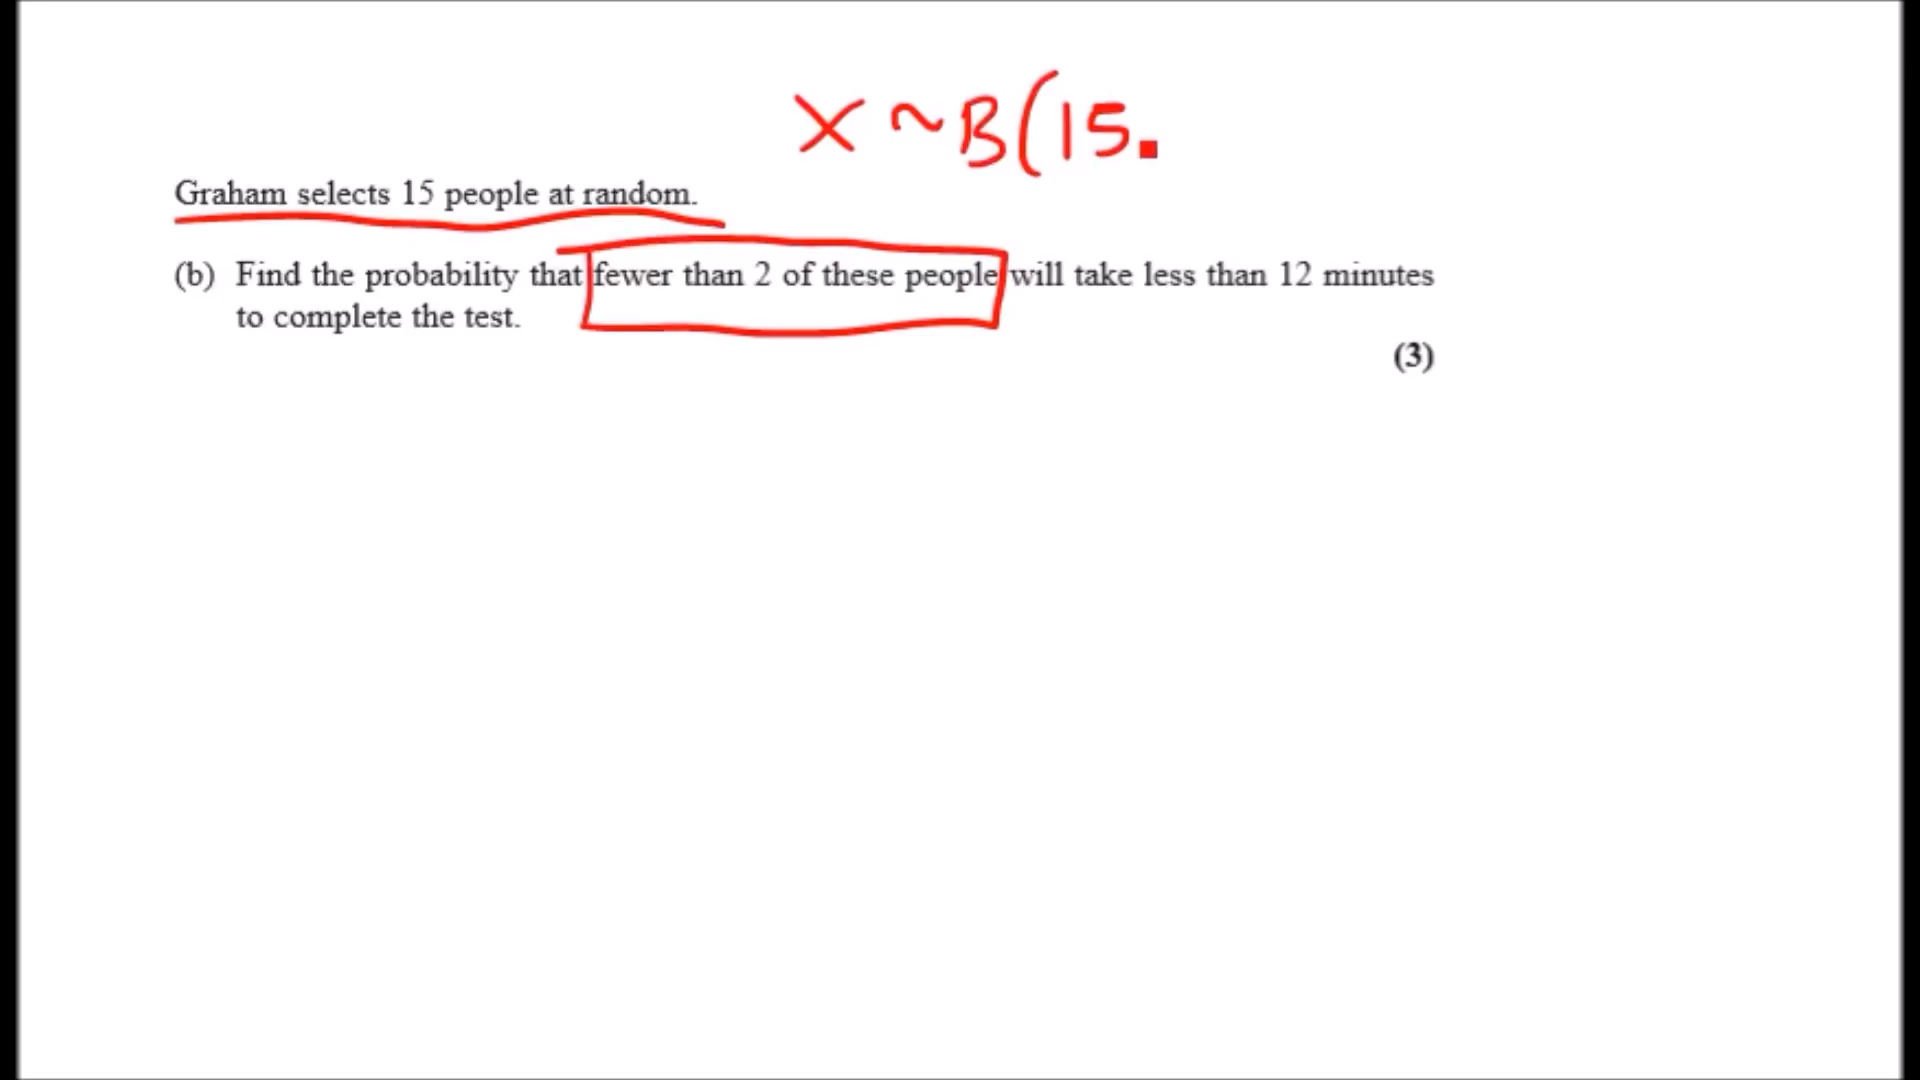 X ~ B(15.
Graham selects 15 people at random.
(b) Find the probability that fewer than 2 of these people will take less than 12 minutes
to complete the test.
(3)